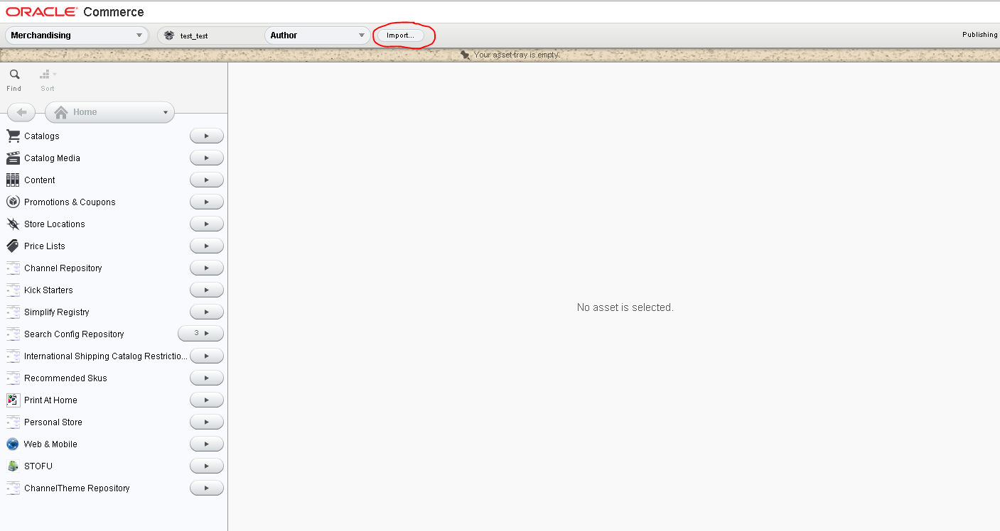 ORACLE Commerce
Merchandising test_test Author Import... Publishing
Your asset tray is empty.
Find Sort
Home
Catalogs
Catalog Media
Content
Promotions & Coupons
Store Locations
Price Lists
Channel Repository
Kick Starters
Simplify Registry
Search Config Repository 3
International Shipping Catalog Restrictio...
Recommended Skus
Print At Home
Personal Store
Web & Mobile
STOFU
ChannelTheme Repository
No asset is selected.